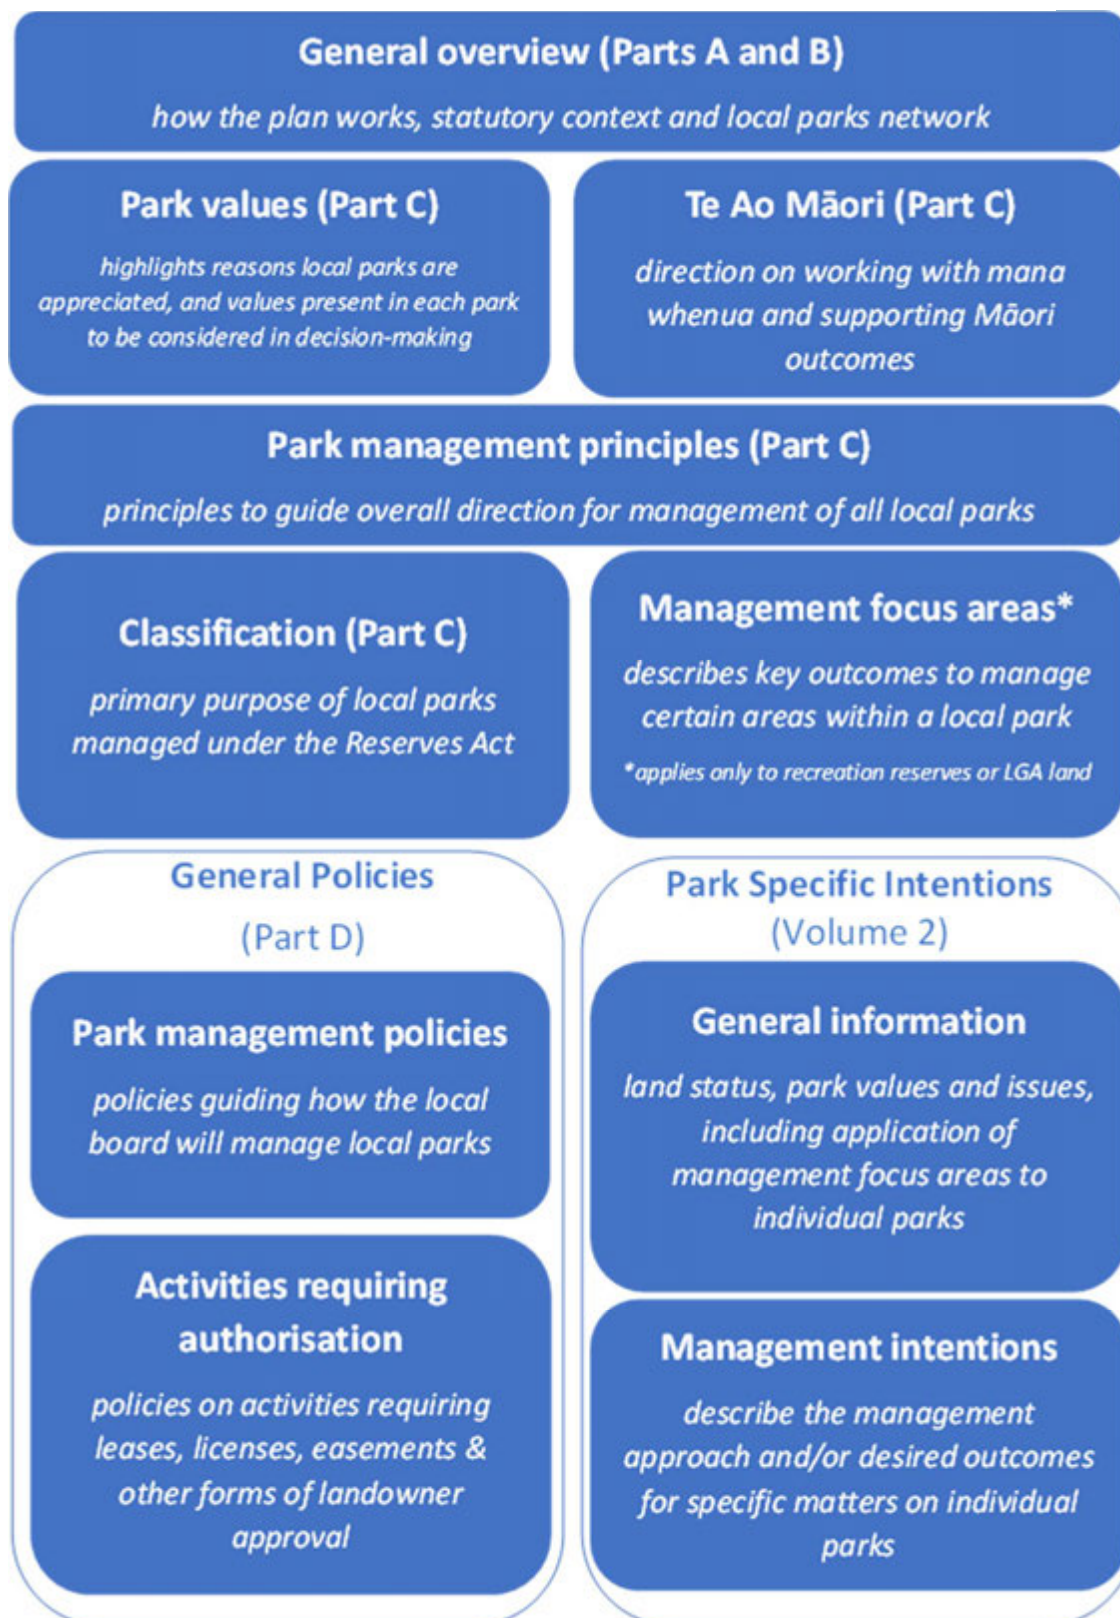 General overview (Parts A and B)
how the plan works, statutory context and local parks network
Park values (Part C)
highlights reasons local parks are
appreciated, and values present in each park
to be considered in decision-making
Te Ao Māori (Part C)
direction on working with mana
whenua and supporting Māori
outcomes
Park management principles (Part C)
principles to guide overall direction for management of all local parks
Classification (Part C)
primary purpose of local parks
managed under the Reserves Act
Management focus areas*
describes key outcomes to manage
certain areas within a local park
*applies only to recreation reserves or LGA land
General Policies
(Part D)
Park management policies
policies guiding how the local
board will manage local parks
Activities requiring
authorisation
policies on activities requiring
leases, licenses, easements &
other forms of landowner
approval
Park Specific Intentions
(Volume 2)
General information
land status, park values and issues,
including application of
management focus areas to
individual parks
Management intentions
describe the management
approach and/or desired outcomes
for specific matters on individual
parks